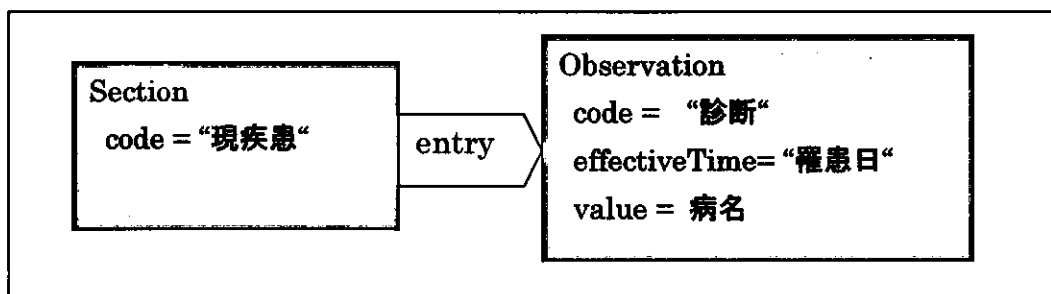 Section
code = “現疾患“
entry
Observation
code = “診断“
effectiveTime= “罹患日“
value = 病名